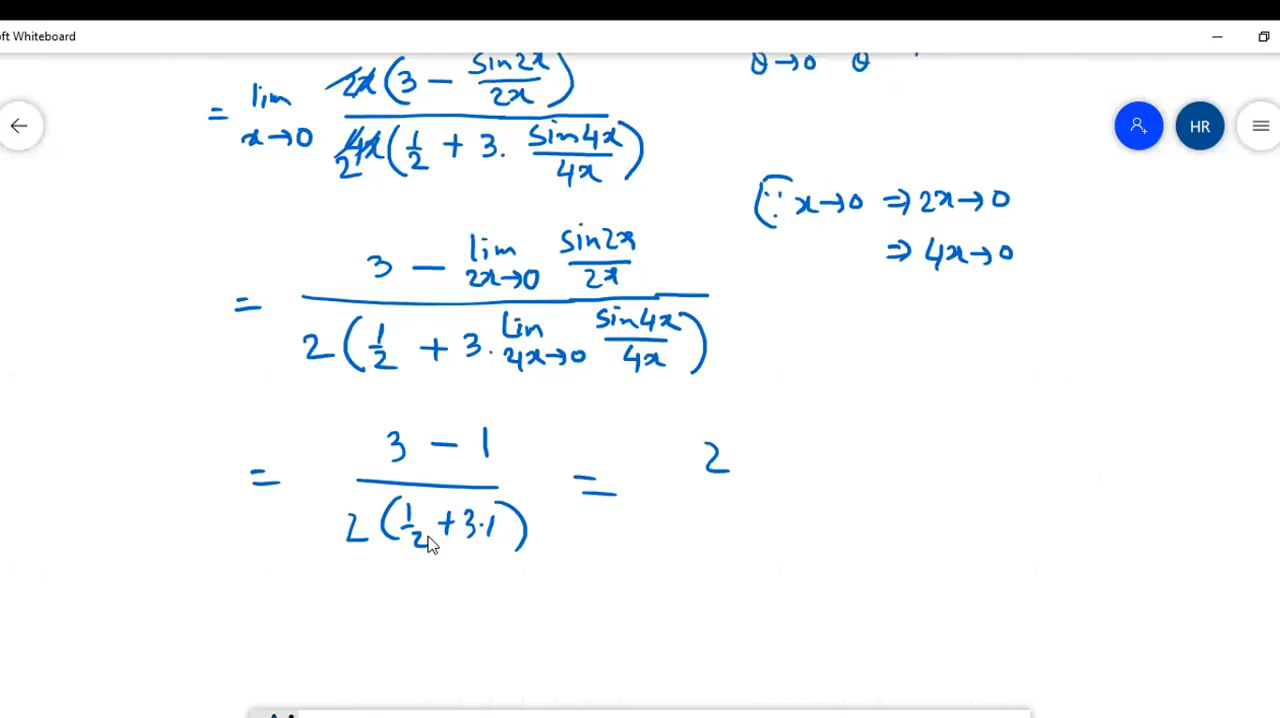 oft Whiteboard
= lim x→0 2x(3 − sin2x/2x) / 4x(1/2 + 3. sin4x/4x) 2
θ→0 θ
HR
(∵ x→0 ⇒ 2x→0
⇒ 4x→0
= 3 − lim 2x→0 sin2x/2x / 2(1/2 + 3. lim 4x→0 sin4x/4x)
= 3 − 1 / 2(1/2 + 3·1) = 2